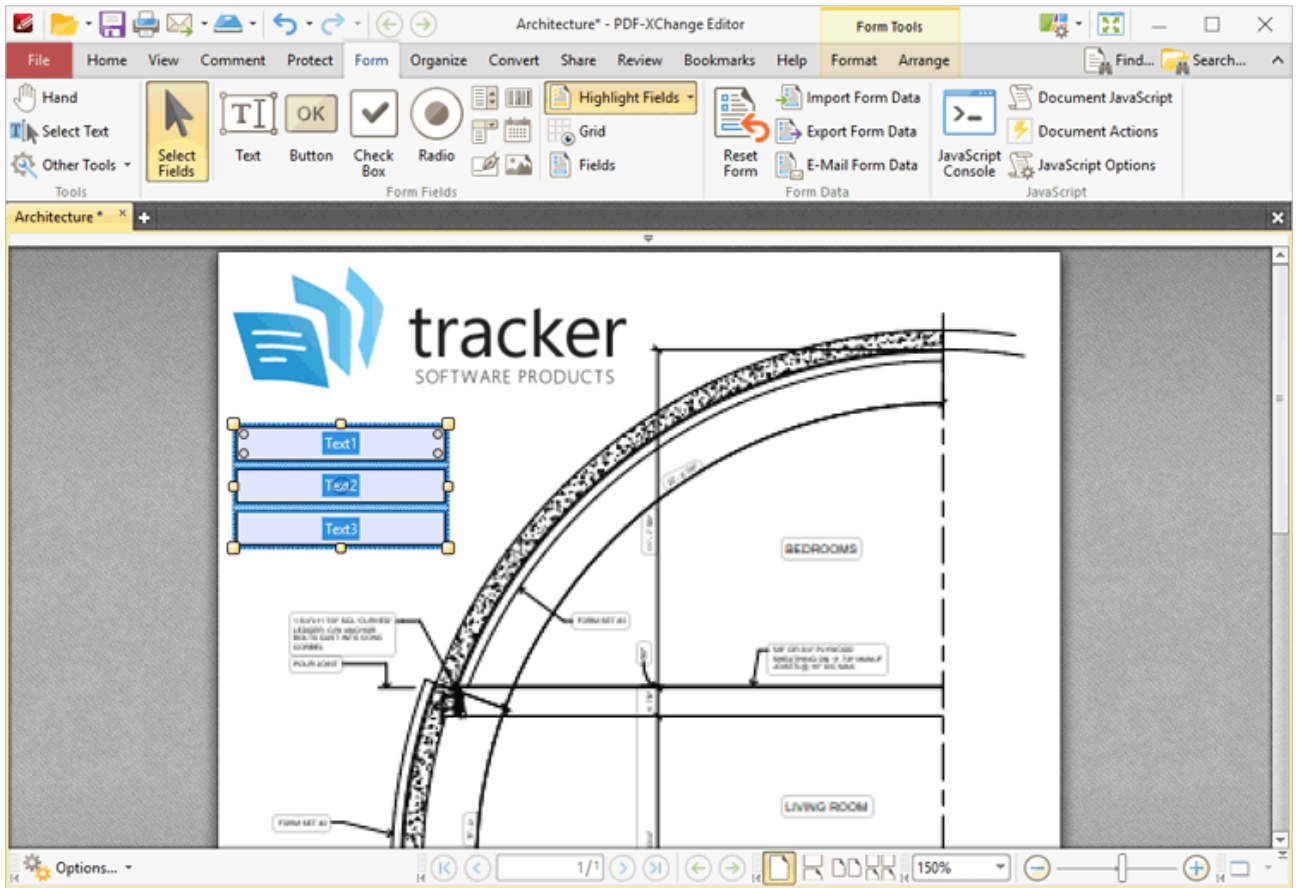 Architecture* - PDF-XChange Editor
Form Tools
File Home View Comment Protect Form Organize Convert Share Review Bookmarks Help Format Arrange Find... Search...
Hand
Select Text
Other Tools
Tools
Select Fields
Text
Button
OK
Check Box
Radio
Highlight Fields
Grid
Fields
Form Fields
Reset Form
Import Form Data
Export Form Data
E-Mail Form Data
Form Data
JavaScript Console
Document JavaScript
Document Actions
JavaScript Options
JavaScript
Architecture *
tracker
SOFTWARE PRODUCTS
Text1
Text2
Text3
BEDROOMS
POUR JOINT
LIVING ROOM
Options...
1/1
150%